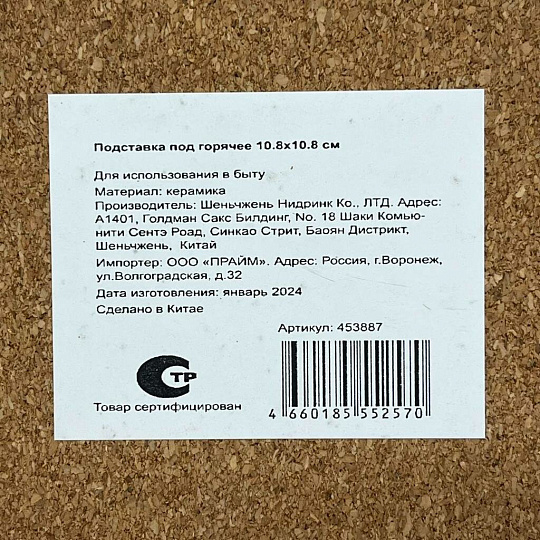 Подставка под горячее 10.8x10.8 см
Для использования в быту
Материал: керамика
Производитель: Шеньчжень Нидринк Ко., ЛТД. Адрес:
А1401, Голдман Сакс Билдинг, No. 18 Шаки Комью-
нити Сентэ Роад, Синкао Стрит, Баоян Дистрикт,
Шеньчжень, Китай
Импортер: ООО «ПРАЙМ». Адрес: Россия, г.Воронеж,
ул.Волгоградская, д.32
Дата изготовления: январь 2024
Сделано в Китае
Артикул: 453887
СТР
Товар сертифицирован
4 660185 552570